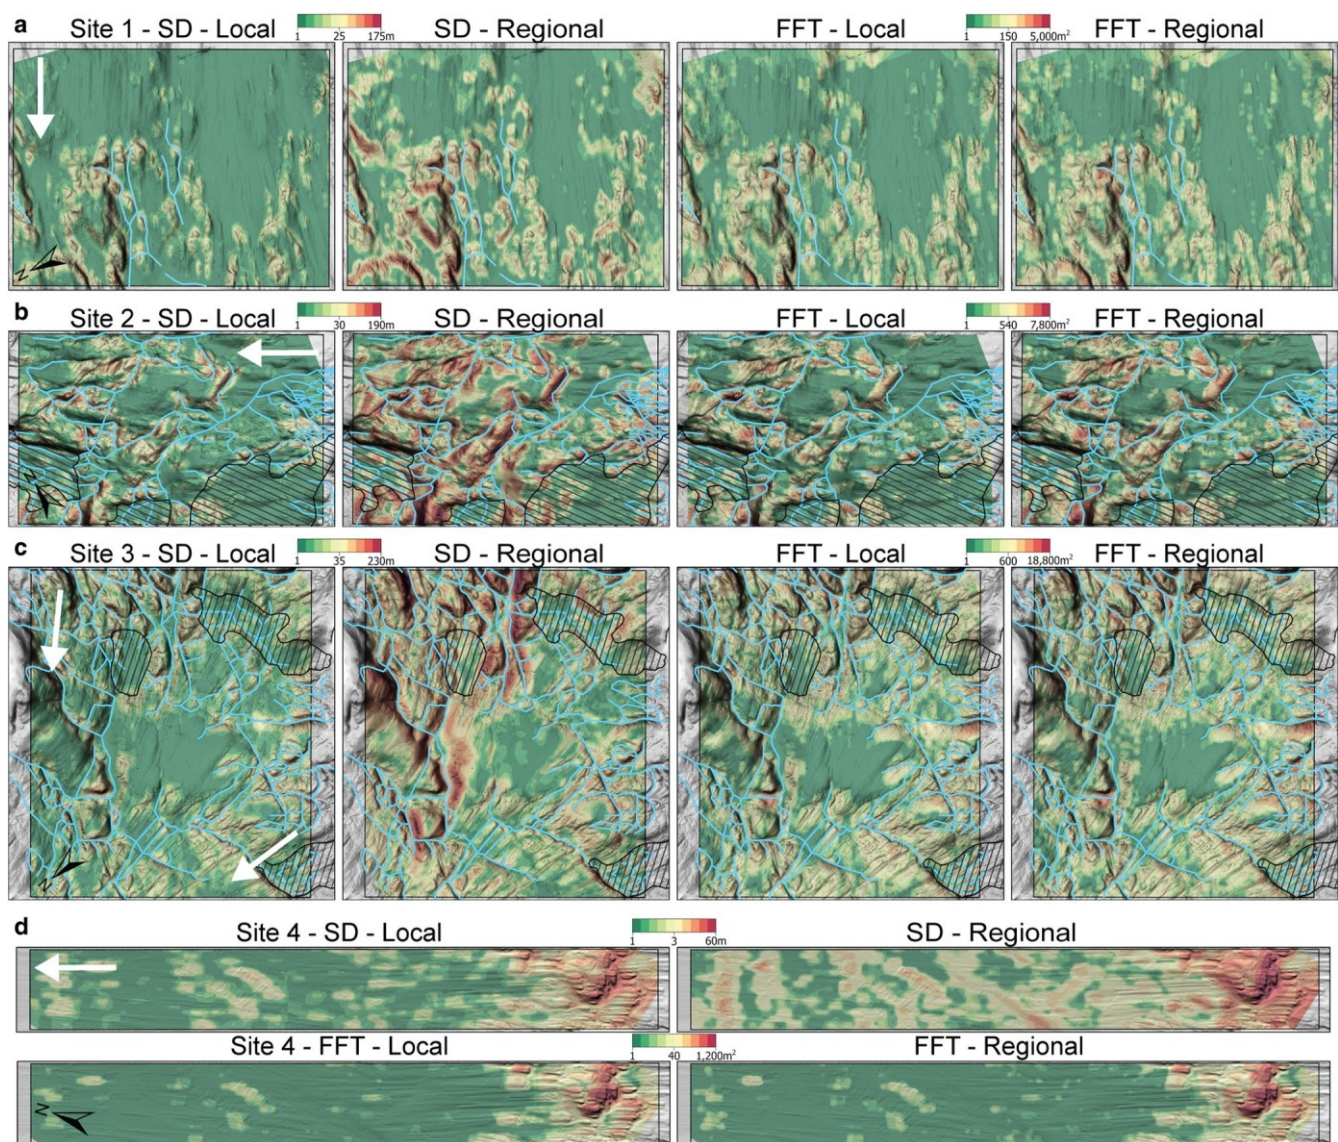 a Site 1 - SD - Local 1 25 175m SD - Regional FFT - Local 1 150 5,000m² FFT - Regional
N
b Site 2 - SD - Local 1 30 190m SD - Regional FFT - Local 1 540 7,800m² FFT - Regional
N
c Site 3 - SD - Local 1 35 230m SD - Regional FFT - Local 1 600 18,800m² FFT - Regional
N
d Site 4 - SD - Local 1 3 60m SD - Regional
Site 4 - FFT - Local 1 40 1,200m² FFT - Regional
N